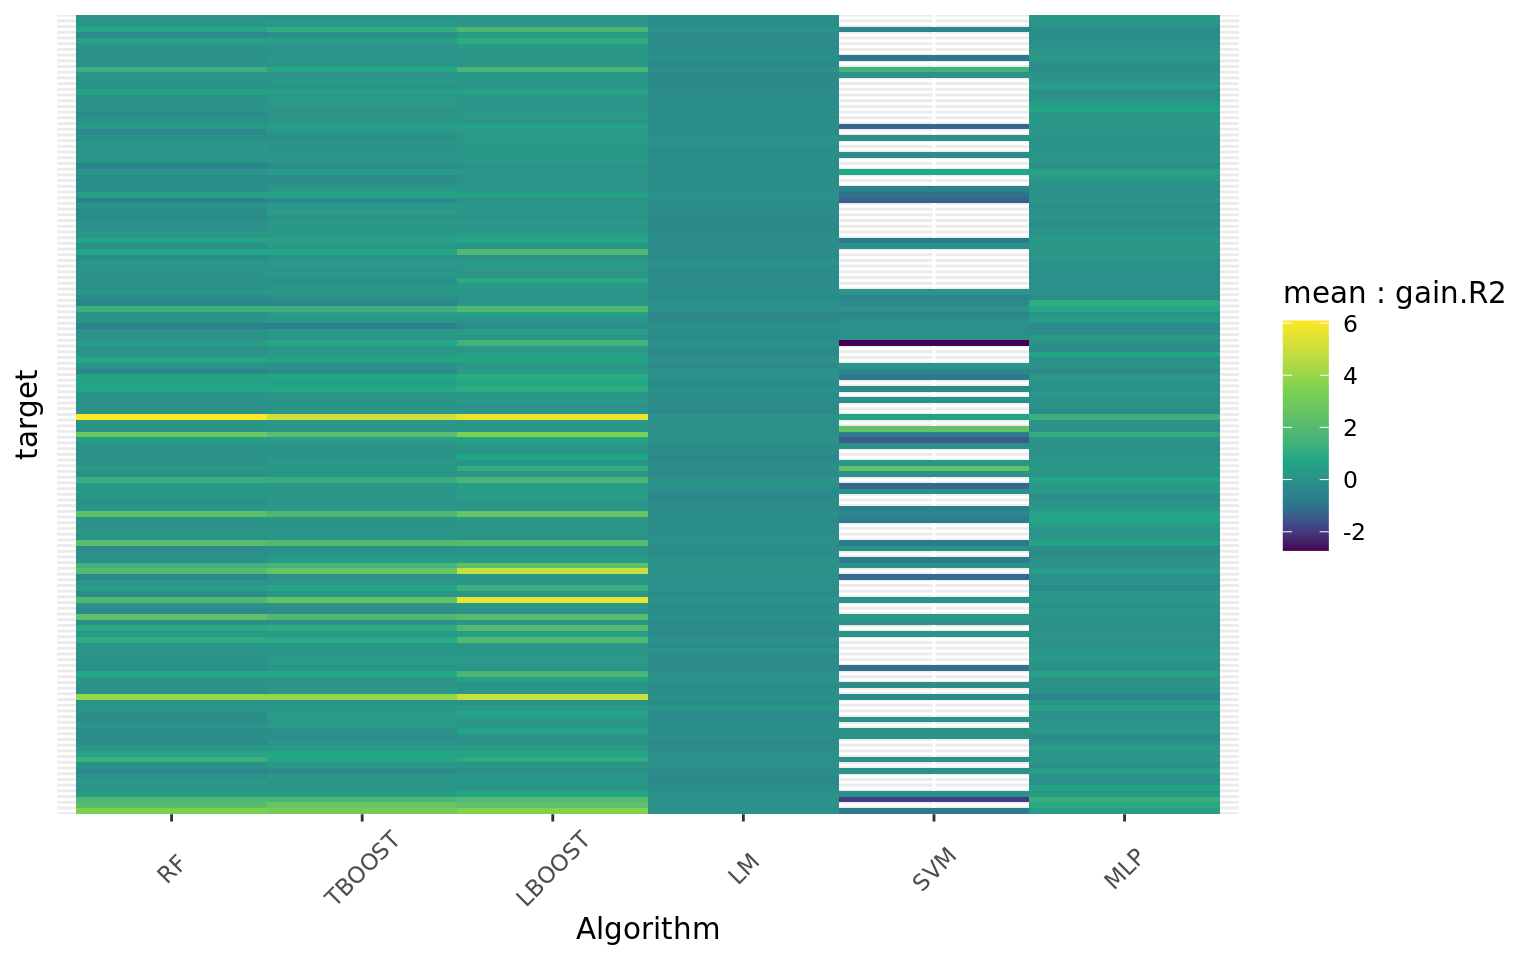 target
RF
TBOOST
LBOOST
LM
SVM
MLP
Algorithm
mean : gain.R2
6
4
2
0
-2